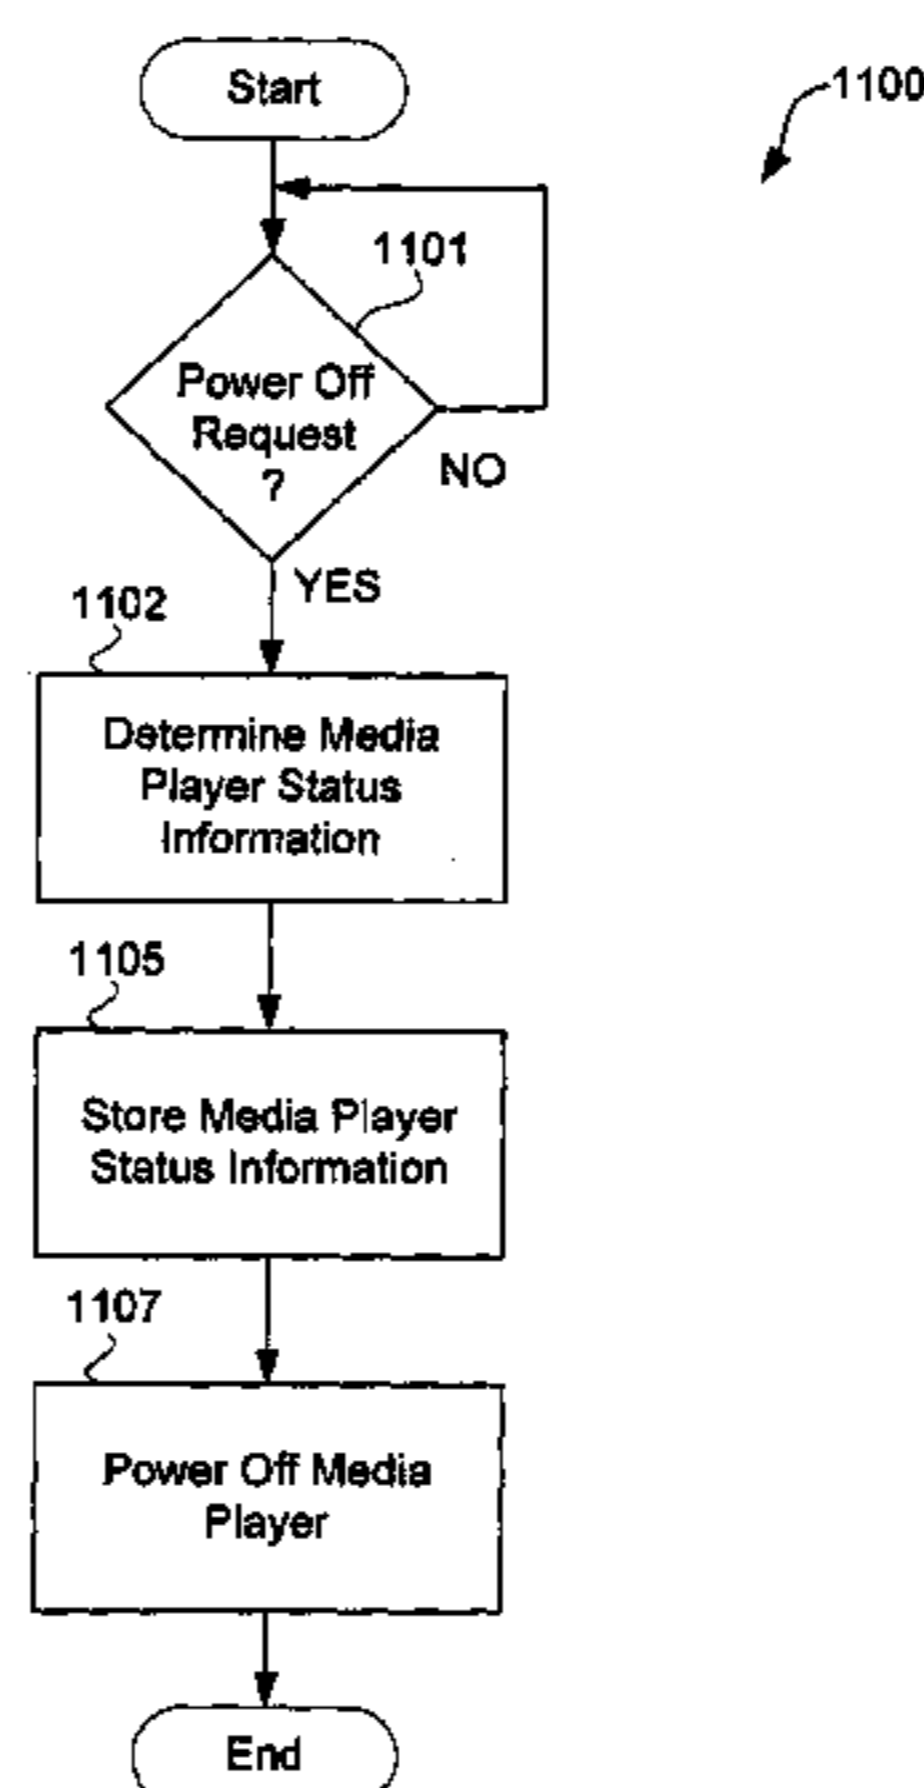 Start
1100
1101
Power Off
Request
?
NO
YES
1102
Determine Media
Player Status
Information
1105
Store Media Player
Status Information
1107
Power Off Media
Player
End